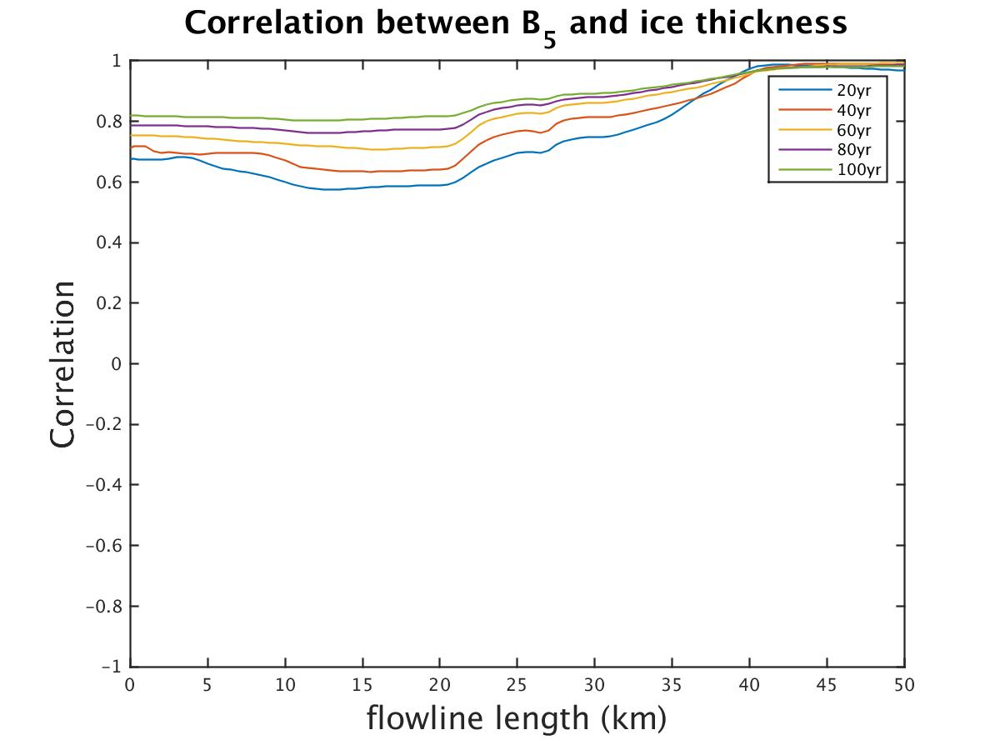 Correlation between B5 and ice thickness
1
0.8
0.6
0.4
0.2
0
−0.2
−0.4
−0.6
−0.8
−1
Correlation
20yr
40yr
60yr
80yr
100yr
0 5 10 15 20 25 30 35 40 45 50
flowline length (km)